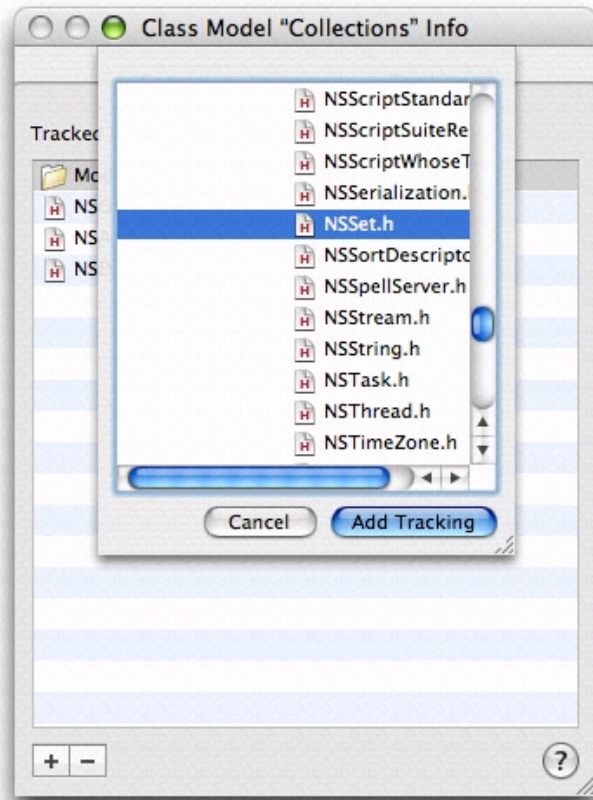 Class Model “Collections” Info
Tracked
NSScriptStandar
NSScriptSuiteRe
NSScriptWhoseT
NSSerialization.
NSSet.h
NSSortDescripto
NSSpellServer.h
NSStream.h
NSString.h
NSTask.h
NSThread.h
NSTimeZone.h
Cancel
Add Tracking
+
−
?